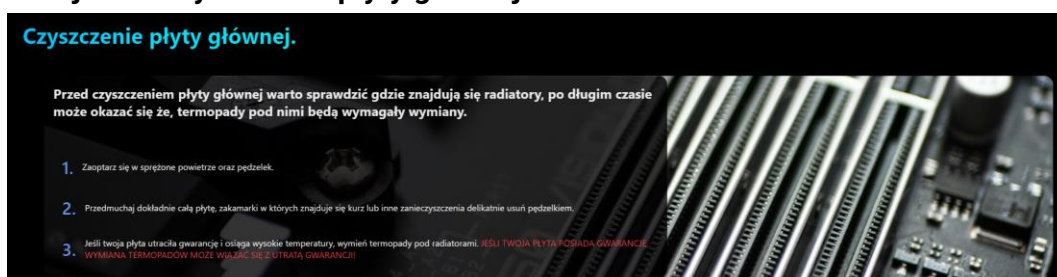 Czyszczenie płyty głównej.
Przed czyszczeniem płyty głównej warto sprawdzić gdzie znajdują się radiatory, po długim czasie
może okazać się że, termopady pod nimi będą wymagały wymiany.
1. Zaoptarz się w sprężone powietrze oraz pędzelek.
2. Przedmuchaj dokładnie całą płytę, zakamarki w których znajduje się kurz lub inne zanieczyszczenia delikatnie usuń pędzelkiem.
3. Jeśli twoja płyta utraciła gwarancję i osiąga wysokie temperatury, wymień termopady pod radiatorami. JEŚLI TWOJA PŁYTA POSIADA GWARANCJĘ,
WYMIANA TERMOPADÓW MOŻE WIĄZAĆ SIĘ Z UTRATĄ GWARANCJI!